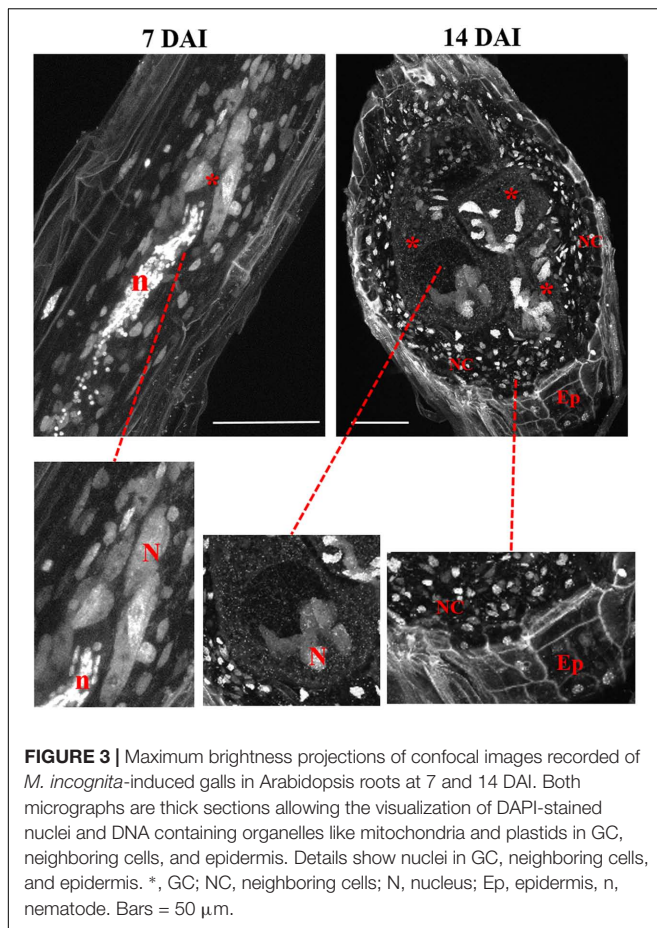 7 DAI
14 DAI
*
n
*
*
*
NC
NC
Ep
N
n
N
NC
Ep
FIGURE 3 | Maximum brightness projections of confocal images recorded of
M. incognita-induced galls in Arabidopsis roots at 7 and 14 DAI. Both
micrographs are thick sections allowing the visualization of DAPI-stained
nuclei and DNA containing organelles like mitochondria and plastids in GC,
neighboring cells, and epidermis. Details show nuclei in GC, neighboring cells,
and epidermis. *, GC; NC, neighboring cells; N, nucleus; Ep, epidermis, n,
nematode. Bars = 50 μm.